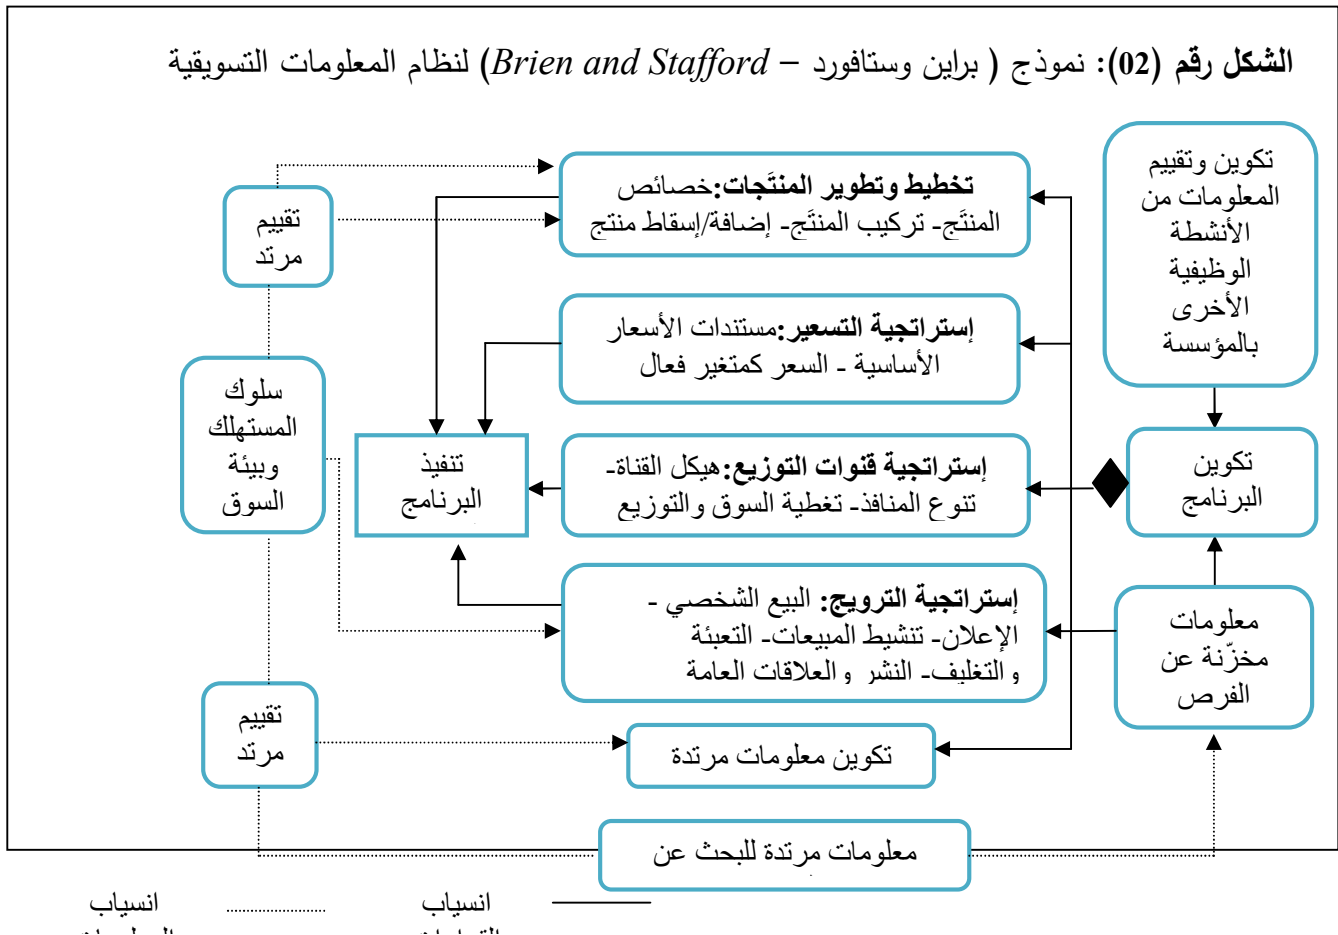 الشكل رقم (02): نموذج ( براين وستافورد – Brien and Stafford) لنظام المعلومات التسويقية
تكوين وتقييم
المعلومات من
الأنشطة
الوظيفية
الأخرى
بالمؤسسة
تخطيط وتطوير المنتَجات:خصائص
المنتَج- تركيب المنتَج- إضافة/إسقاط منتج
تقييم
مرتد
إستراتجية التسعير:مستندات الأسعار
الأساسية - السعر كمتغير فعال
سلوك
المستهلك
وبيئة
السوق
تكوين
البرنامج
إستراتجية قنوات التوزيع:هيكل القناة-
تنوع المنافذ- تغطية السوق والتوزيع
تنفيذ
البرنامج
إستراتجية الترويج: البيع الشخصي -
الإعلان- تنشيط المبيعات- التعبئة
والتغليف- النشر والعلاقات العامة
معلومات
مخزّنة عن
الفرص
تقييم
مرتد
تكوين معلومات مرتدة
معلومات مرتدة للبحث عن
انسياب
انسياب